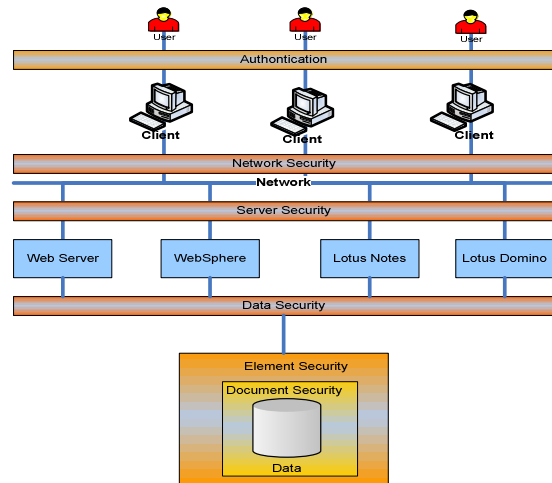 User User User
Authontication
Client Client Client
Network Security
Network
Server Security
Web Server WebSphere Lotus Notes Lotus Domino
Data Security
Element Security
Document Security
Data